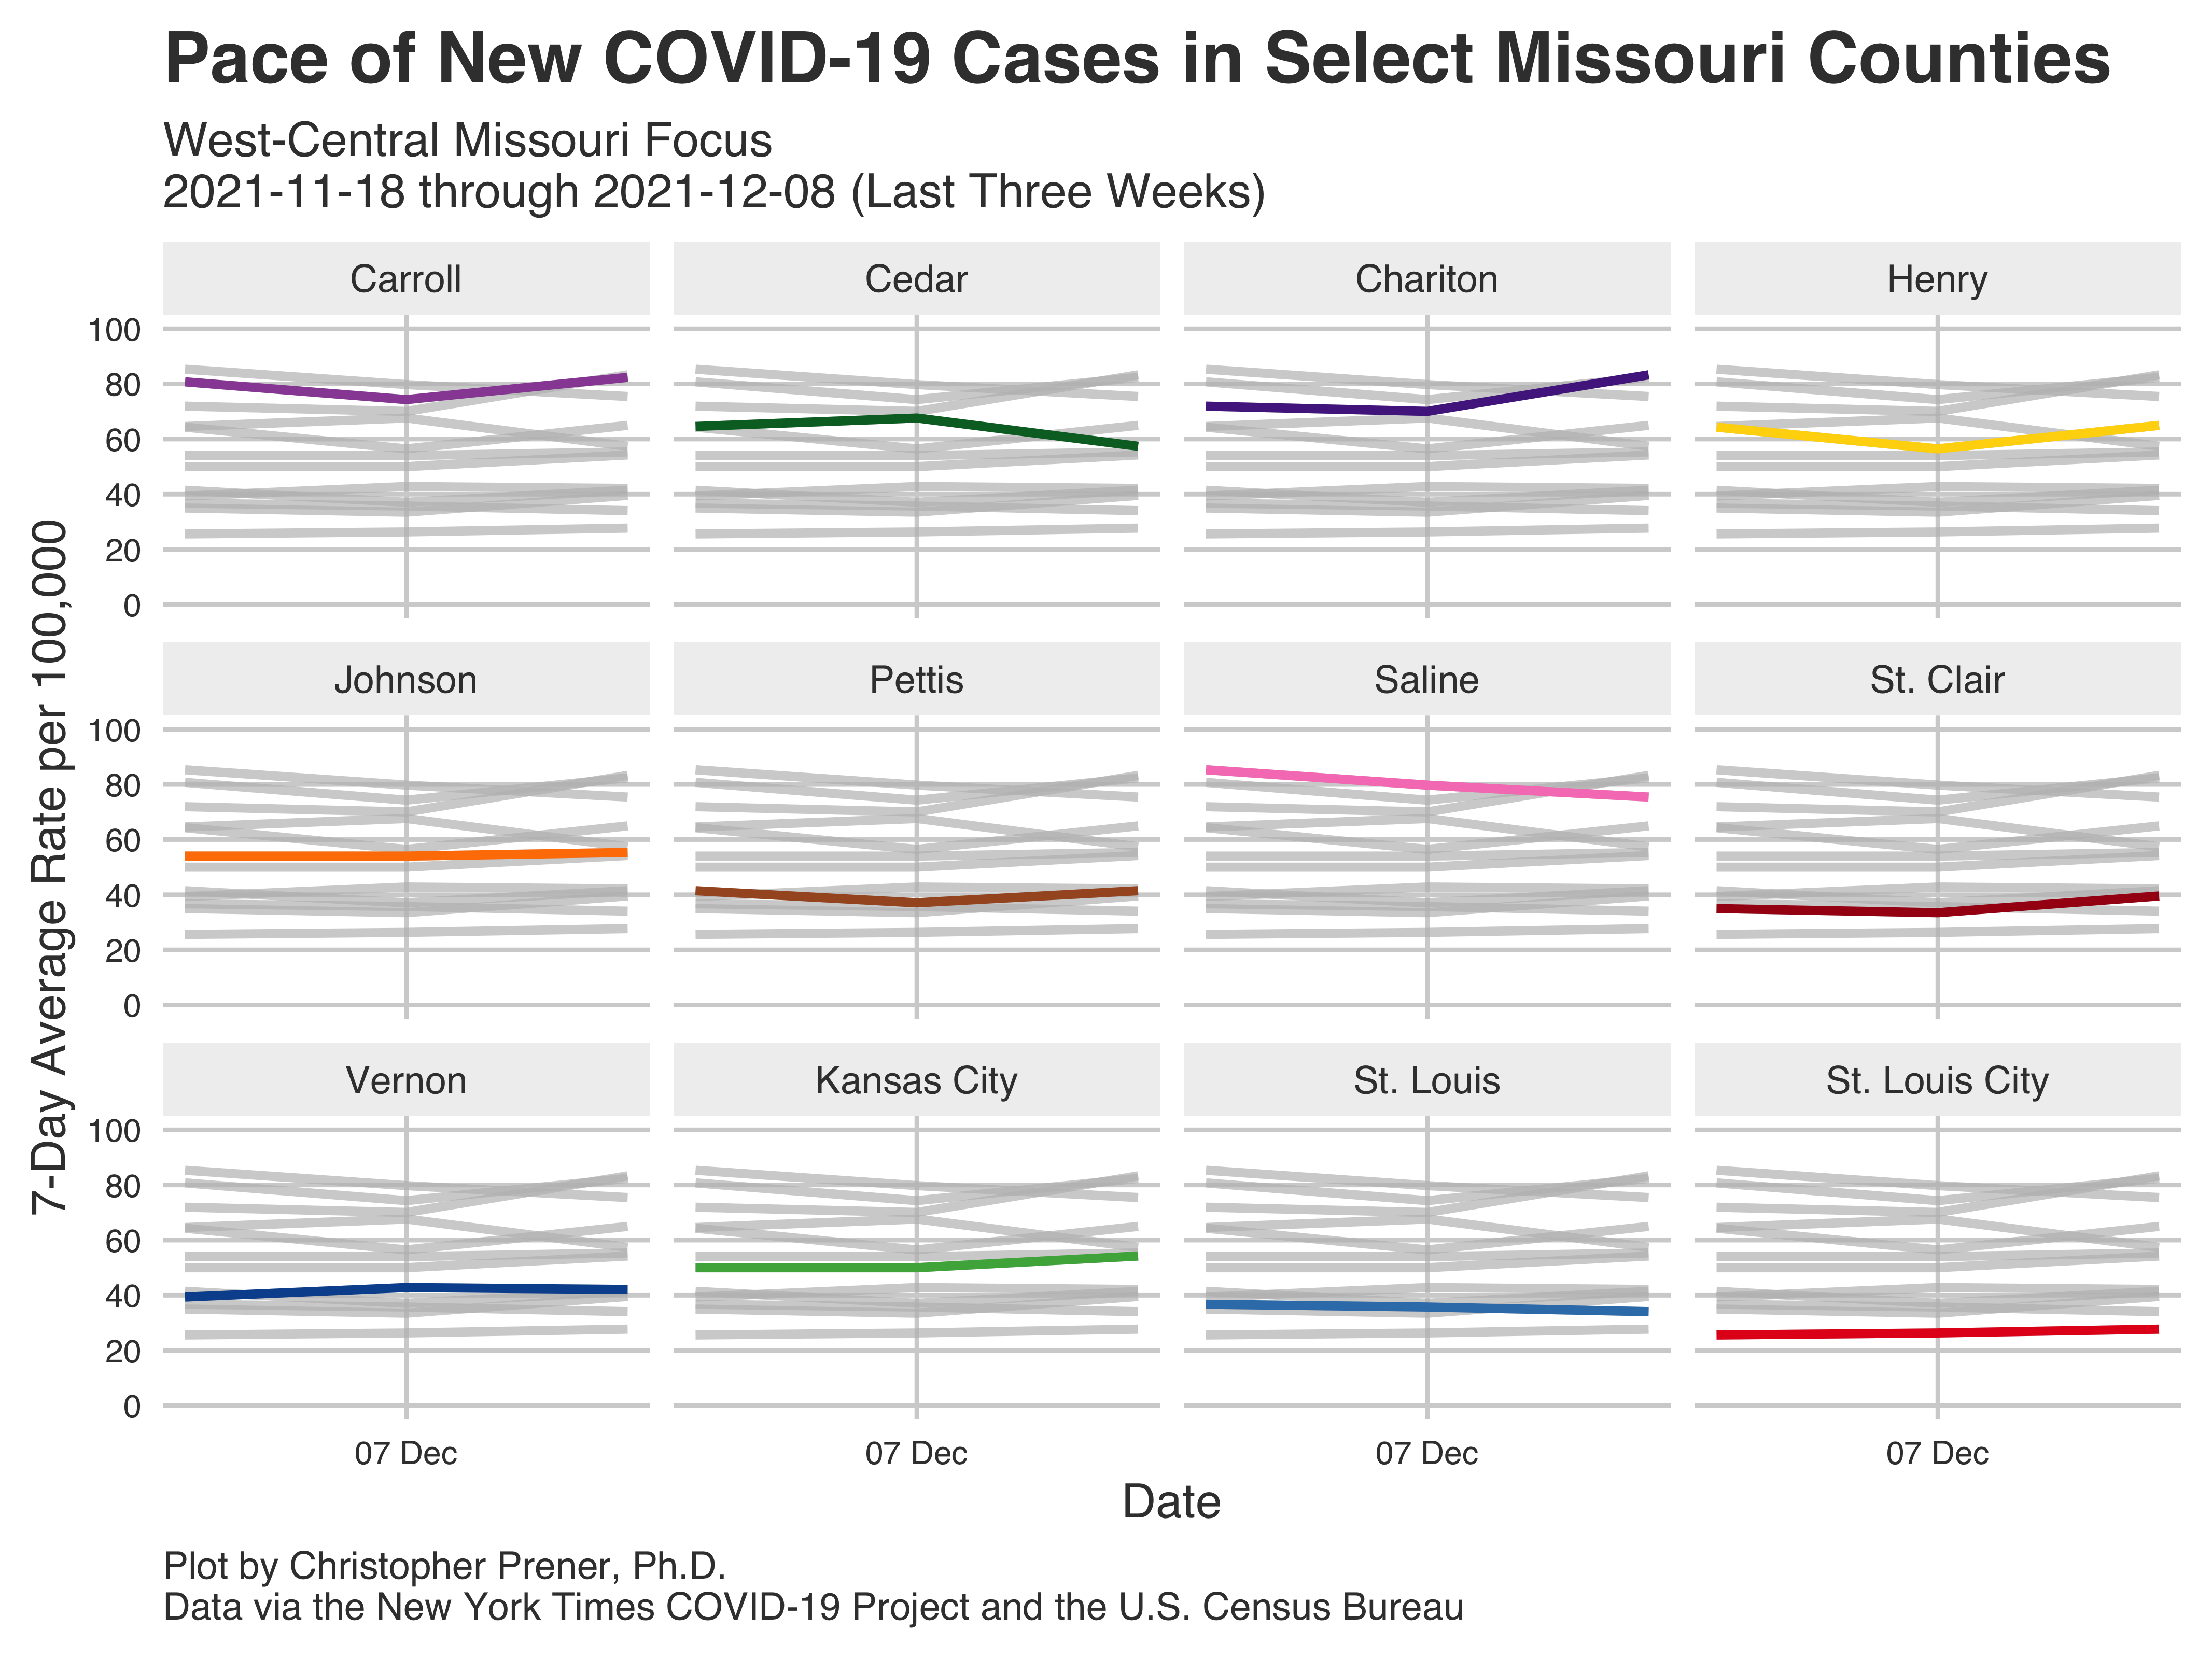 Pace of New COVID-19 Cases in Select Missouri Counties
West-Central Missouri Focus
2021-11-18 through 2021-12-08 (Last Three Weeks)
7-Day Average Rate per 100,000
Carroll
Cedar
Chariton
Henry
100
80
60
40
20
0
Johnson
Pettis
Saline
St. Clair
100
80
60
40
20
0
Vernon
Kansas City
St. Louis
St. Louis City
100
80
60
40
20
0
07 Dec
07 Dec
07 Dec
07 Dec
Date
Plot by Christopher Prener, Ph.D.
Data via the New York Times COVID-19 Project and the U.S. Census Bureau